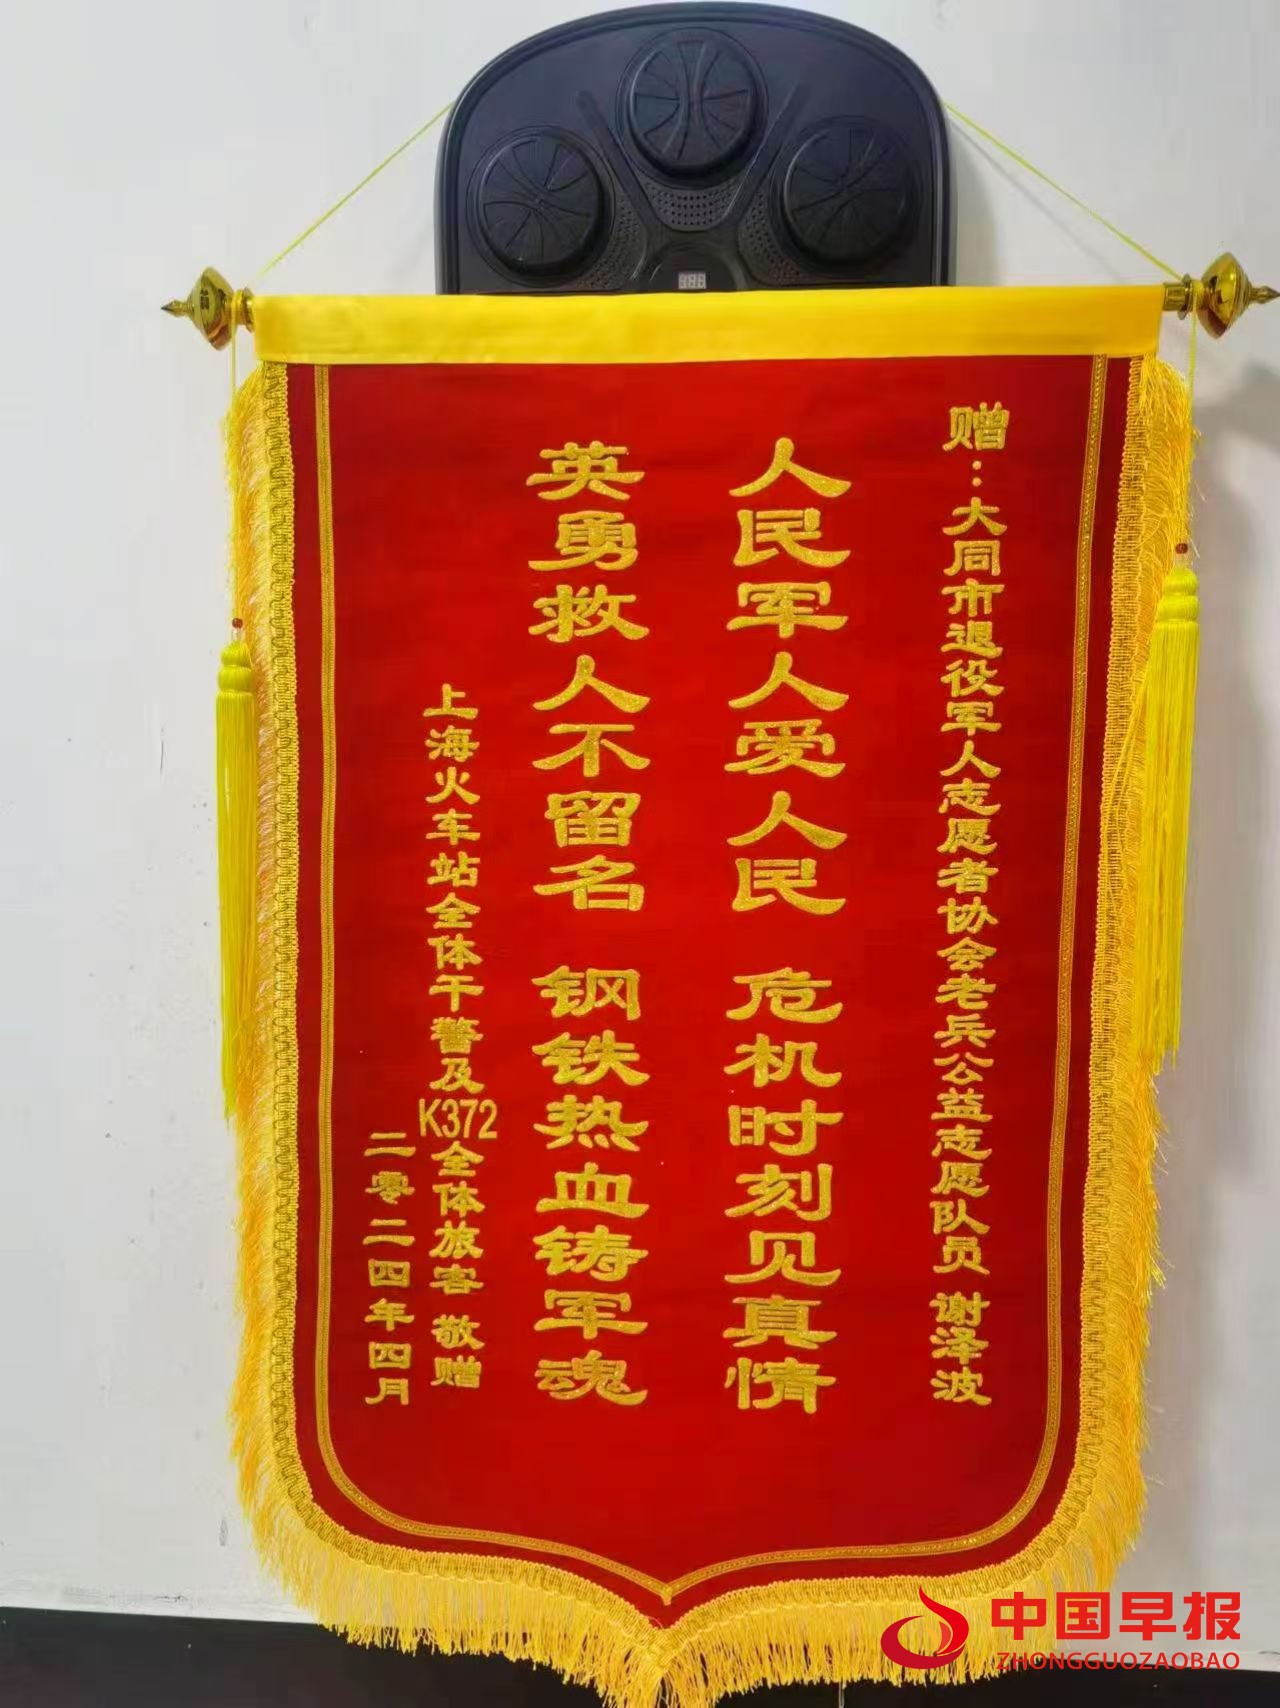 赠：大同市退役军人志愿者协会老兵公益志愿队员 谢泽波
人民军人爱人民 危机时刻见真情
英勇救人不留名 钢铁热血铸军魂
上海火车站全体干警及K372全体旅客 敬赠
二零二四年四月
中国早报
ZHONGGUOZAOBAO